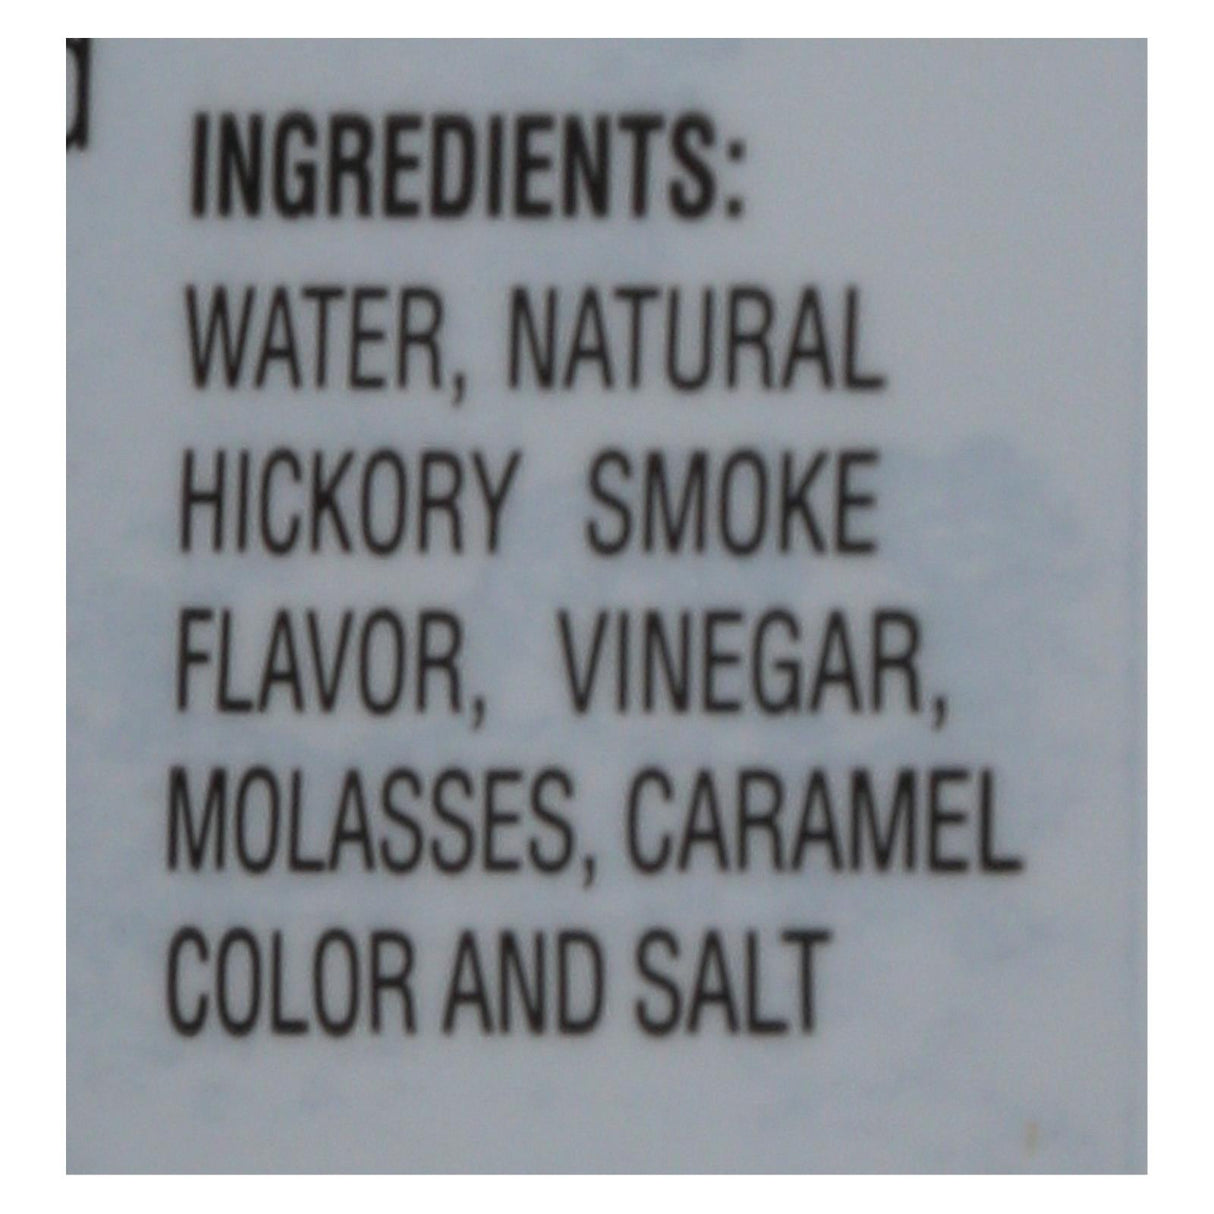 INGREDIENTS:
WATER, NATURAL
HICKORY SMOKE
FLAVOR, VINEGAR,
MOLASSES, CARAMEL
COLOR AND SALT